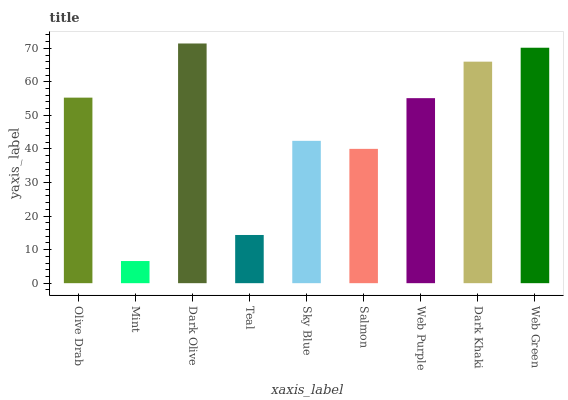 title
yaxis_label
70
60
50
40
30
20
10
0
Olive Drab
Mint
Dark Olive
Teal
Sky Blue
Salmon
Web Purple
Dark Khaki
Web Green
xaxis_label